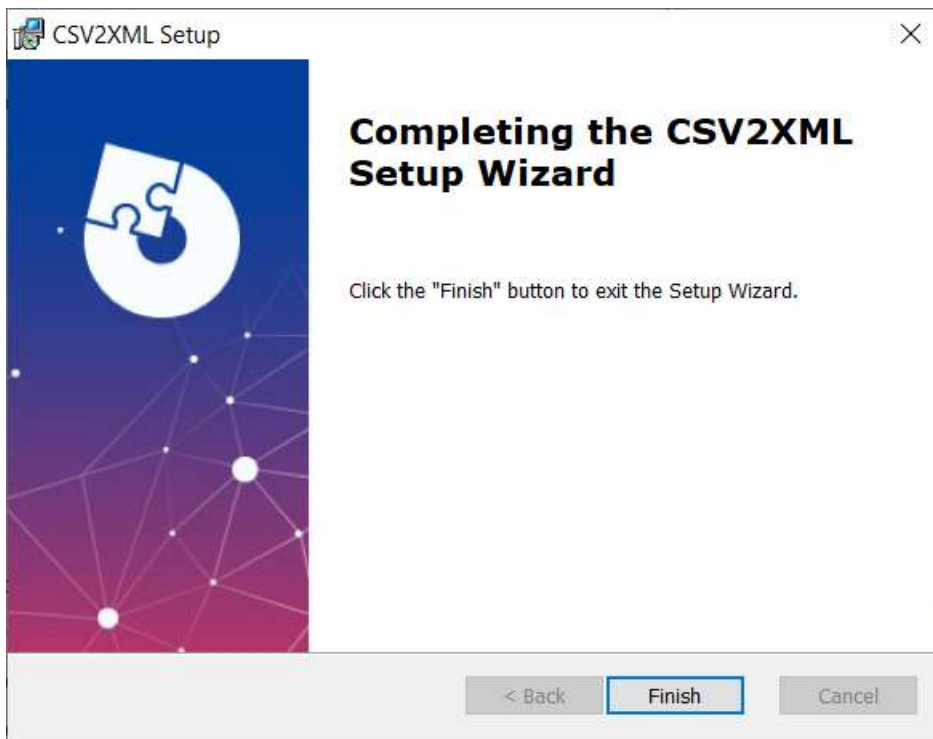 CSV2XML Setup
Completing the CSV2XML
Setup Wizard
Click the "Finish" button to exit the Setup Wizard.
< Back
Finish
Cancel